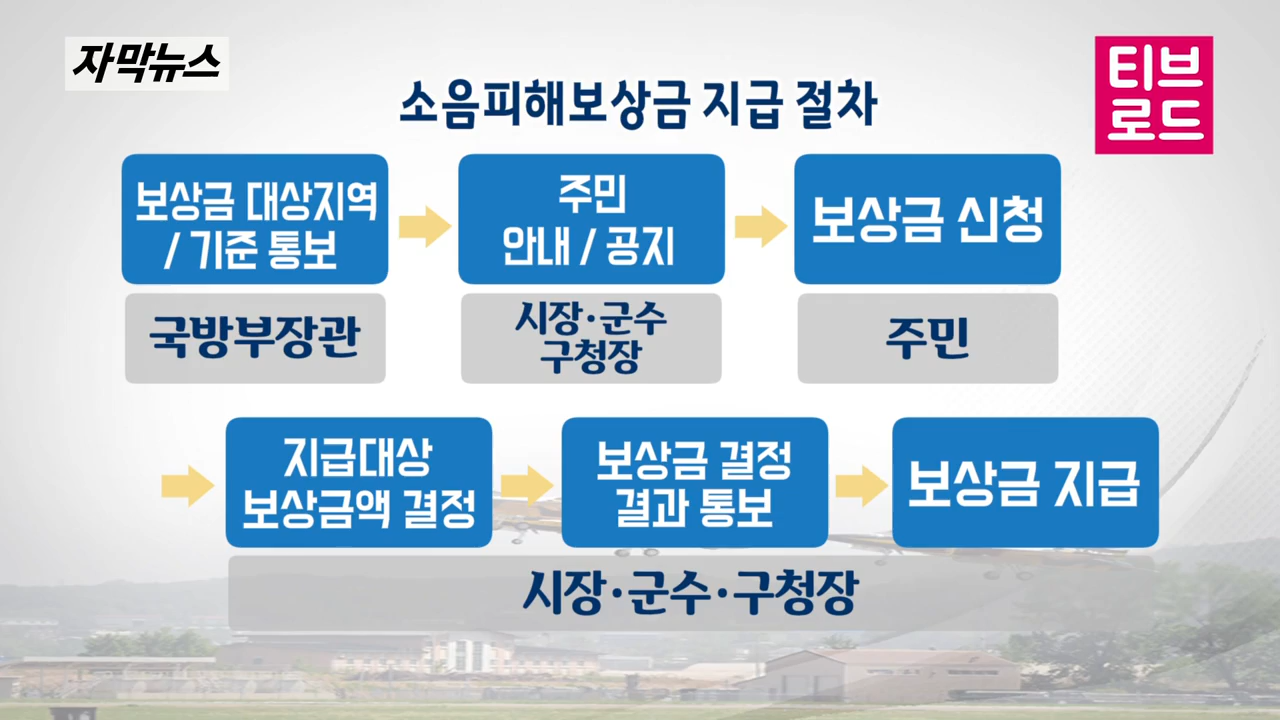 자막뉴스
티브
로드
소음피해보상금 지급 절차
보상금 대상지역
/ 기준 통보
국방부장관
주민
안내 / 공지
시장·군수
구청장
보상금 신청
주민
지급대상
보상금액 결정
보상금 결정
결과 통보
보상금 지급
시장·군수·구청장